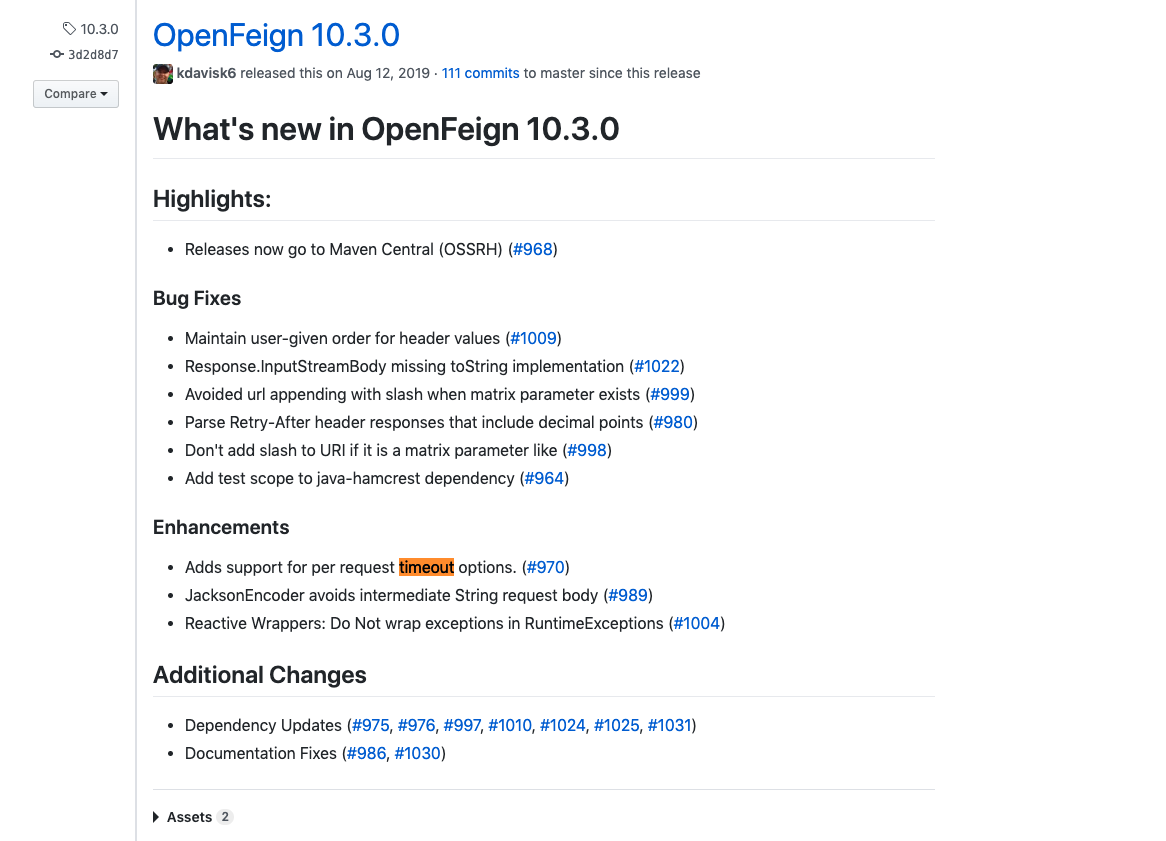 10.3.0
3d2d8d7
Compare
OpenFeign 10.3.0
kdavisk6 released this on Aug 12, 2019 · 111 commits to master since this release
What's new in OpenFeign 10.3.0
Highlights:
• Releases now go to Maven Central (OSSRH) (#968)
Bug Fixes
• Maintain user-given order for header values (#1009)
• Response.InputStreamBody missing toString implementation (#1022)
• Avoided url appending with slash when matrix parameter exists (#999)
• Parse Retry-After header responses that include decimal points (#980)
• Don't add slash to URI if it is a matrix parameter like (#998)
• Add test scope to java-hamcrest dependency (#964)
Enhancements
• Adds support for per request timeout options. (#970)
• JacksonEncoder avoids intermediate String request body (#989)
• Reactive Wrappers: Do Not wrap exceptions in RuntimeExceptions (#1004)
Additional Changes
• Dependency Updates (#975, #976, #997, #1010, #1024, #1025, #1031)
• Documentation Fixes (#986, #1030)
Assets 2